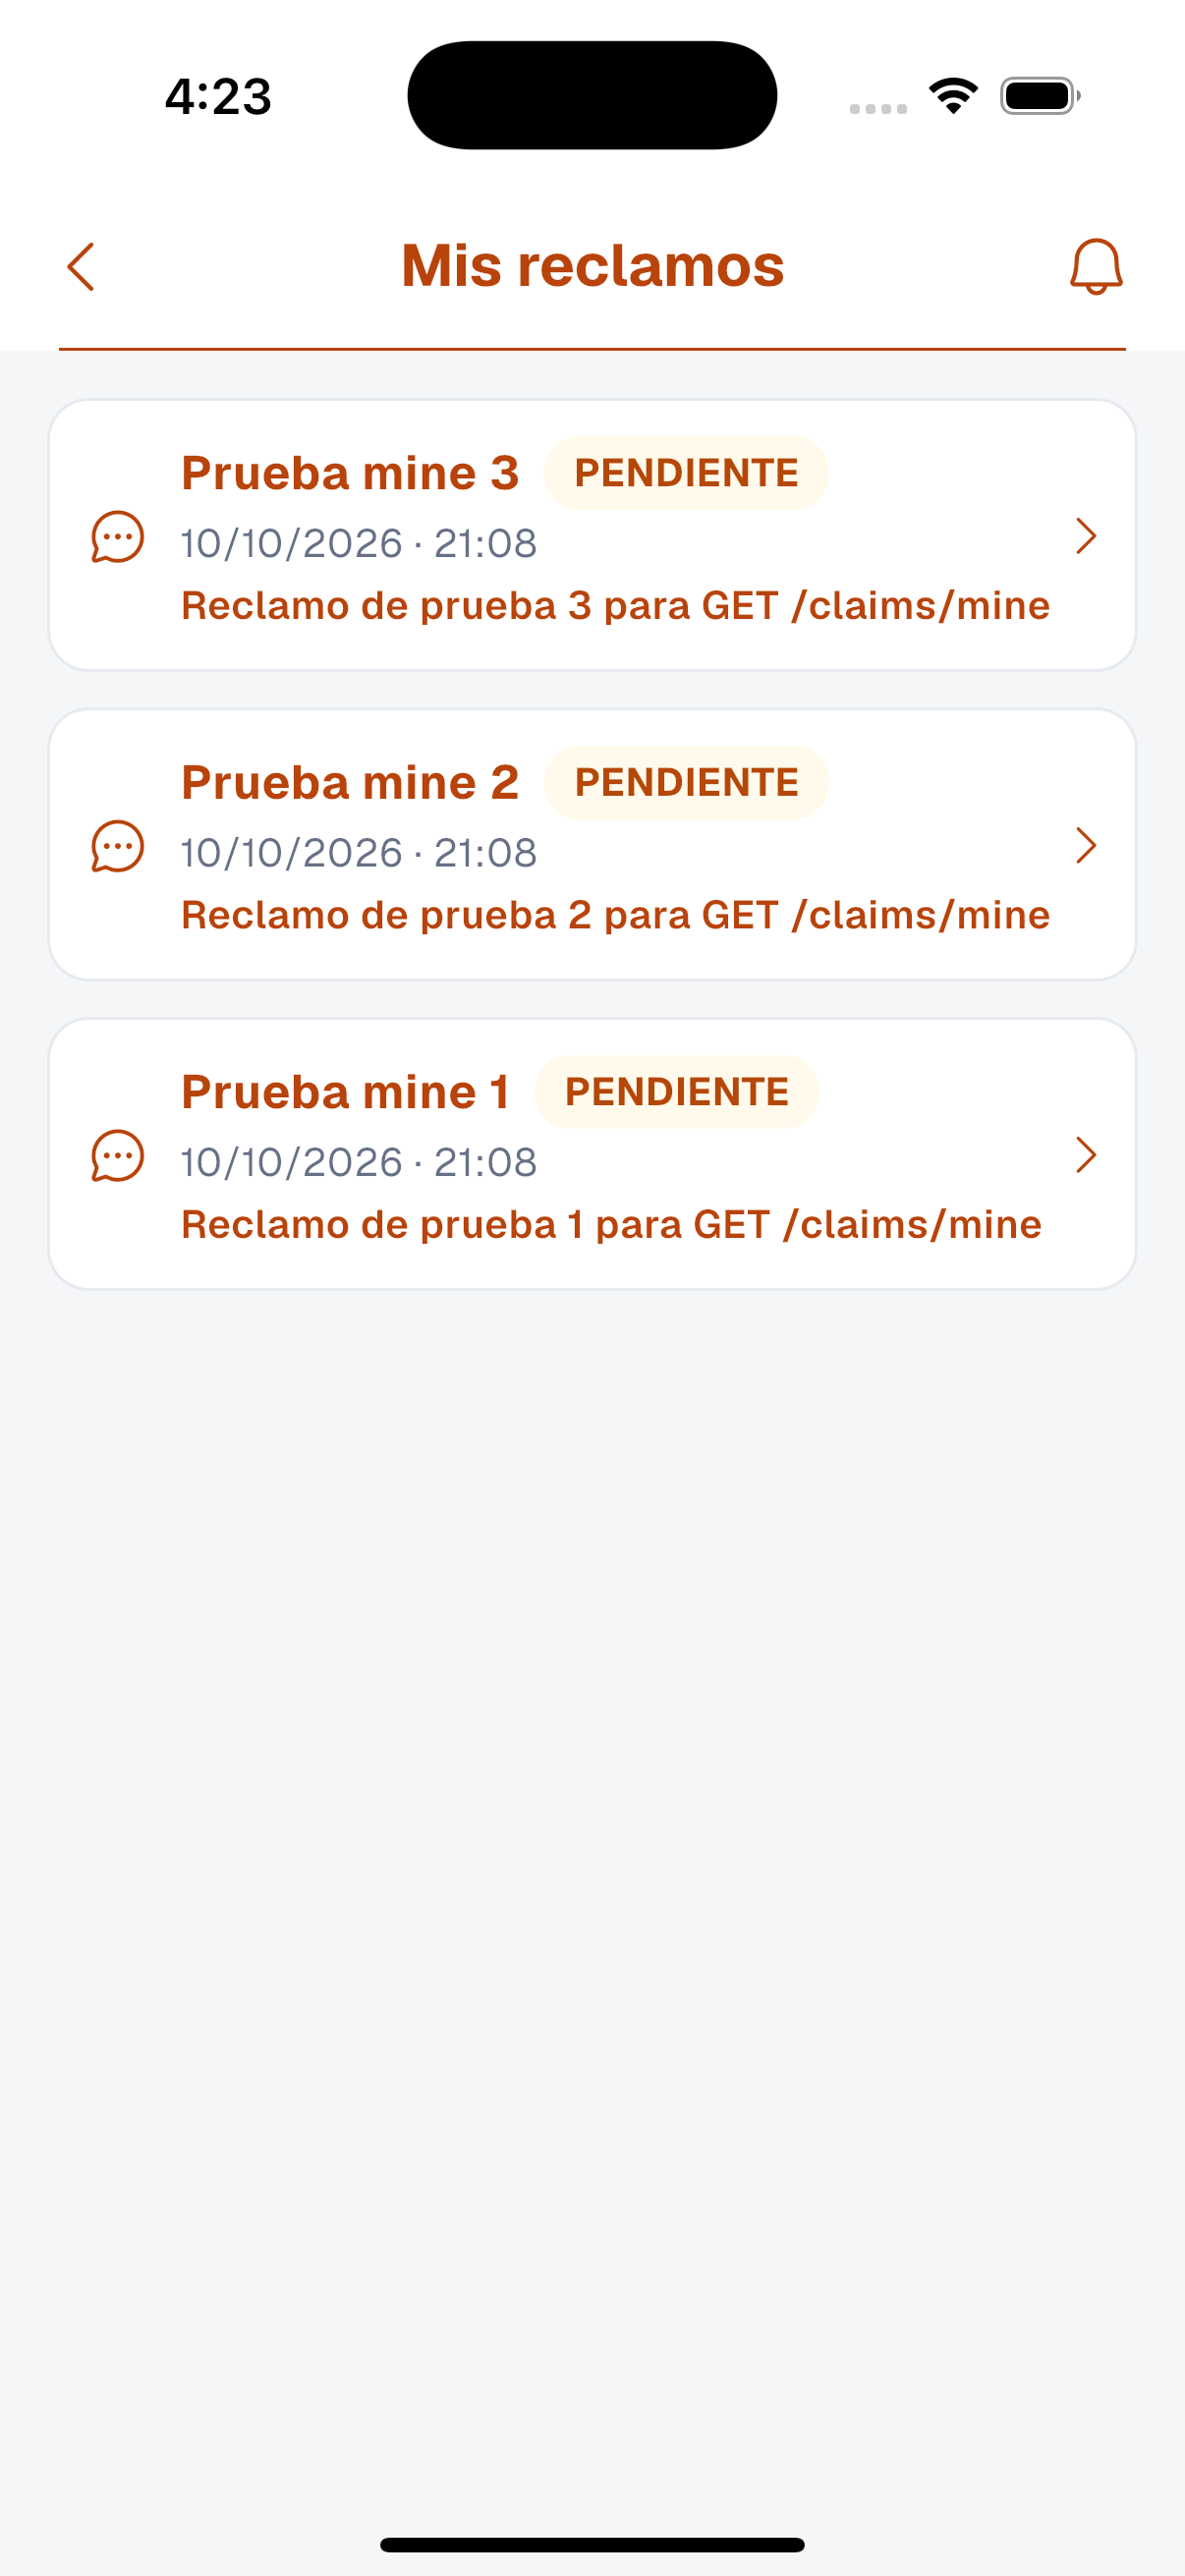 4:23
Mis reclamos
Prueba mine 3 PENDIENTE
10/10/2026 · 21:08
Reclamo de prueba 3 para GET /claims/mine
Prueba mine 2 PENDIENTE
10/10/2026 · 21:08
Reclamo de prueba 2 para GET /claims/mine
Prueba mine 1 PENDIENTE
10/10/2026 · 21:08
Reclamo de prueba 1 para GET /claims/mine